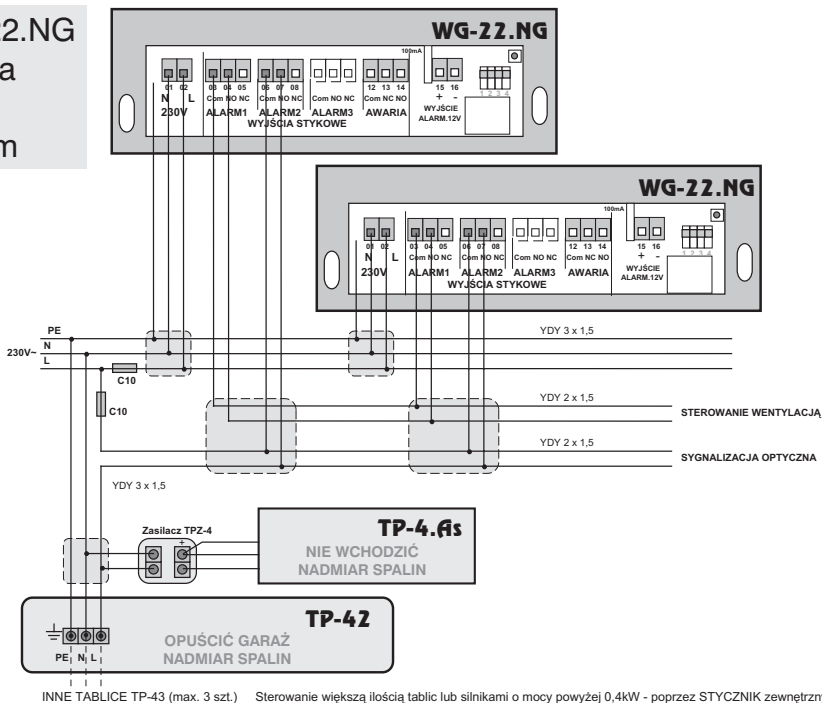 2.NG
a
m
WG-22.NG
100mA
01 02 03 04 05 06 07 08 12 13 14 15 16
N L Com NO NC Com NO NC Com NO NC Com NC NO + -
1 2 3 4
230V ALARM1 ALARM2 ALARM3 AWARIA
WYJŚCIA STYKOWE
WYJŚCIE
ALARM.12V
WG-22.NG
100mA
01 02 03 04 05 06 07 08 12 13 14 15 16
N L Com NO NC Com NO NC Com NO NC Com NC NO + -
1 2 3 4
230V ALARM1 ALARM2 ALARM3 AWARIA
WYJŚCIA STYKOWE
WYJŚCIE
ALARM.12V
PE
YDY 3 x 1,5
230V~
N
L
C10
C10
YDY 2 x 1,5
STEROWANIE WENTYLACJĄ
YDY 2 x 1,5
SYGNALIZACJA OPTYCZNA
YDY 3 x 1,5
Zasilacz TPZ-4
+
TP-4.As
NIE WCHODZIĆ
NADMIAR SPALIN
TP-42
OPUŚCIĆ GARAŻ
NADMIAR SPALIN
PE N L
INNE TABLICE TP-43 (max. 3 szt.) Sterowanie większą ilością tablic lub silnikami o mocy powyżej 0,4kW - poprzez STYCZNIK zewnętrzn